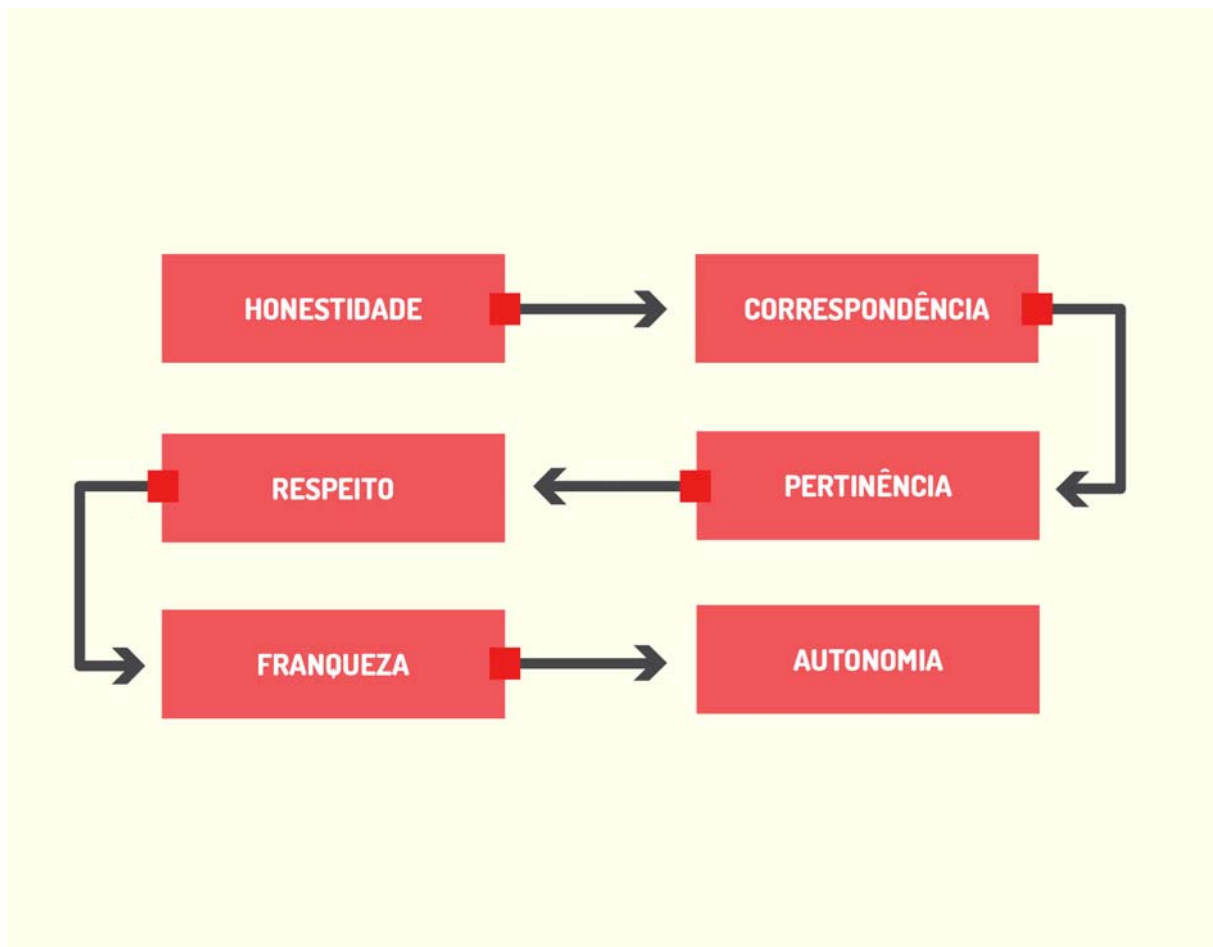 HONESTIDADE
CORRESPONDÊNCIA
PERTINÊNCIA
RESPEITO
FRANQUEZA
AUTONOMIA